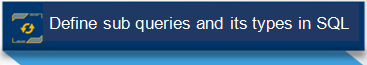 Define sub queries and its types in SQL